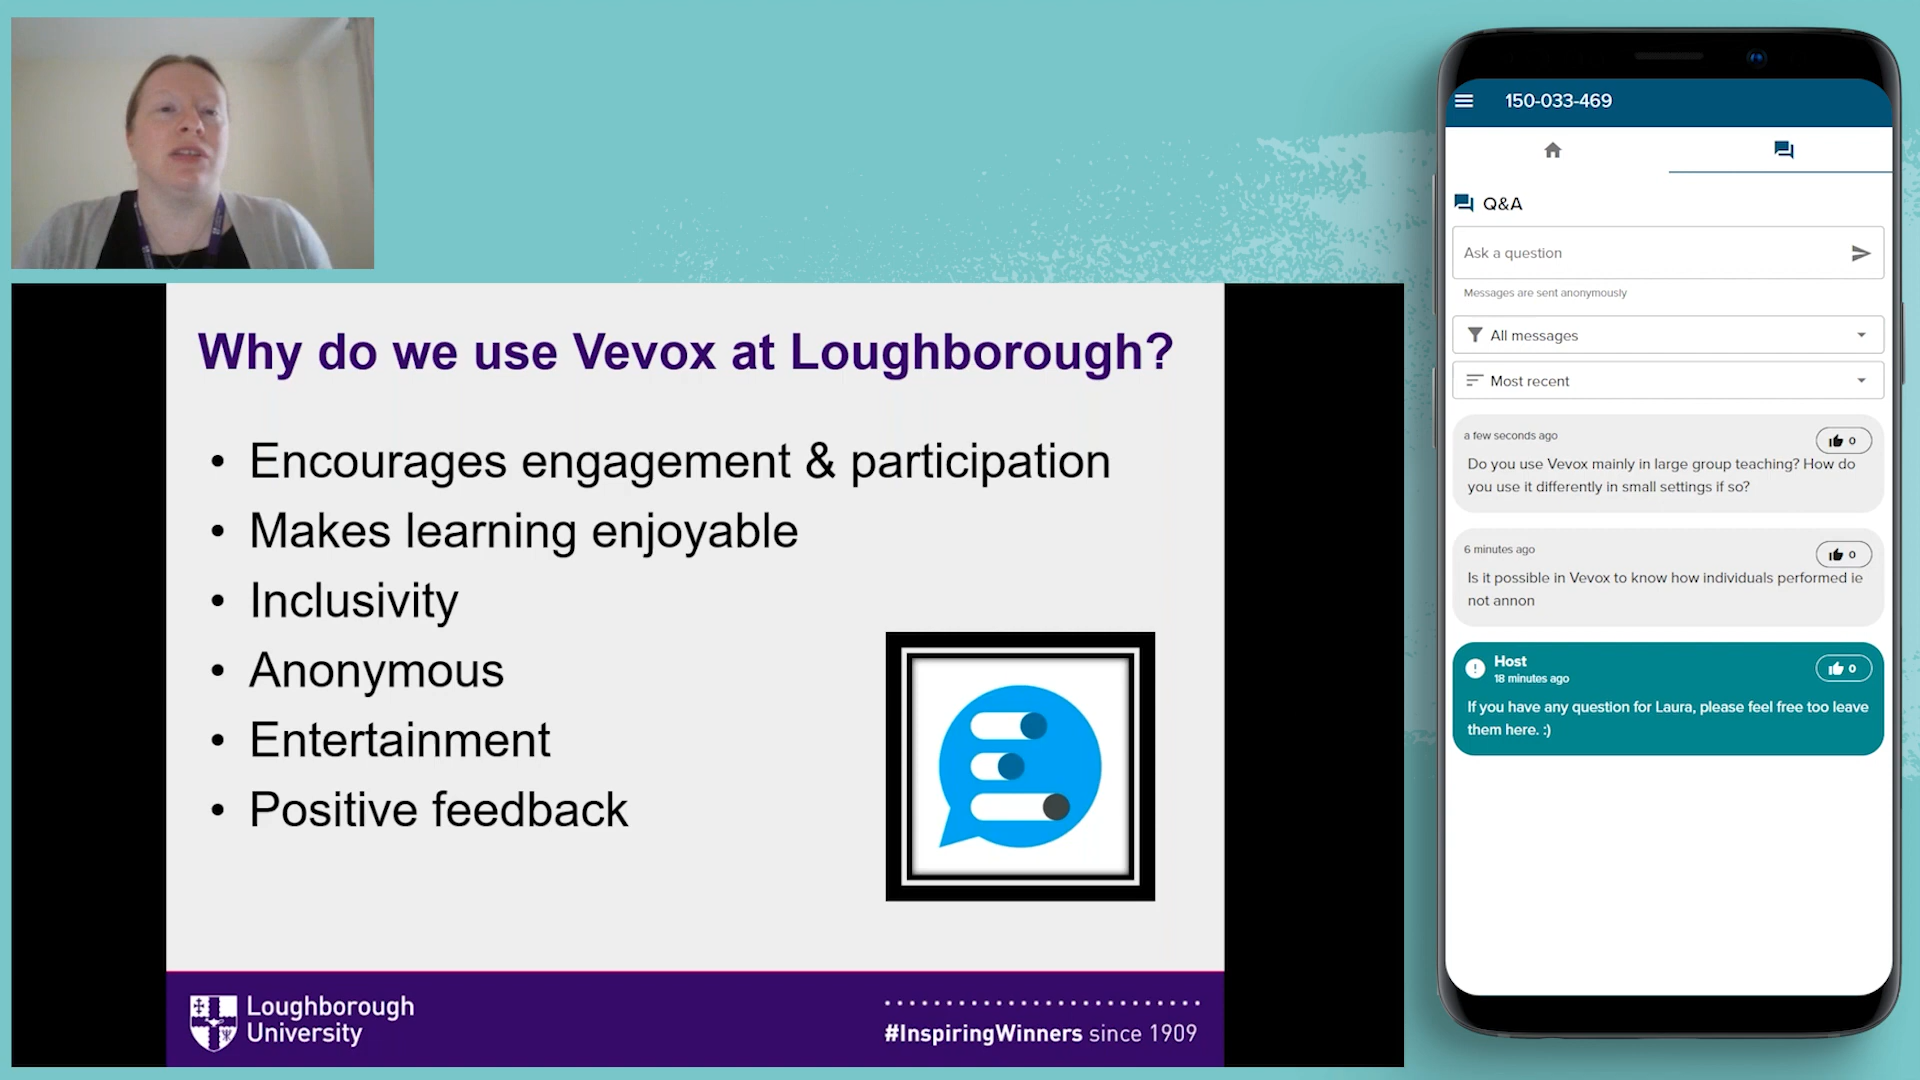 Why do we use Vevox at Loughborough?
• Encourages engagement & participation
• Makes learning enjoyable
• Inclusivity
• Anonymous
• Entertainment
• Positive feedback
Loughborough
University
#InspiringWinners since 1909
150-033-469
Q&A
Ask a question
Messages are sent anonymously
All messages
Most recent
a few seconds ago
0
Do you use Vevox mainly in large group teaching? How do
you use it differently in small settings if so?
6 minutes ago
0
Is it possible in Vevox to know how individuals performed ie
not annon
Host
18 minutes ago
0
If you have any question for Laura, please feel free too leave
them here. :)